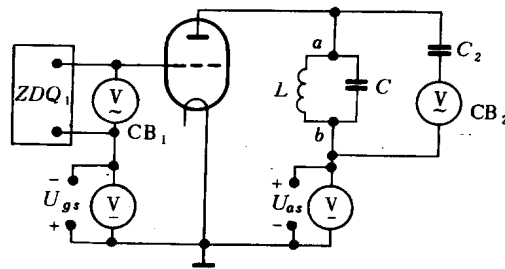 a
C₂
ZDQ₁
V
~
L
C
V
~
CB₁
b
CB₂
−
Ugs
+
V
−
+
Uas
−
V
−